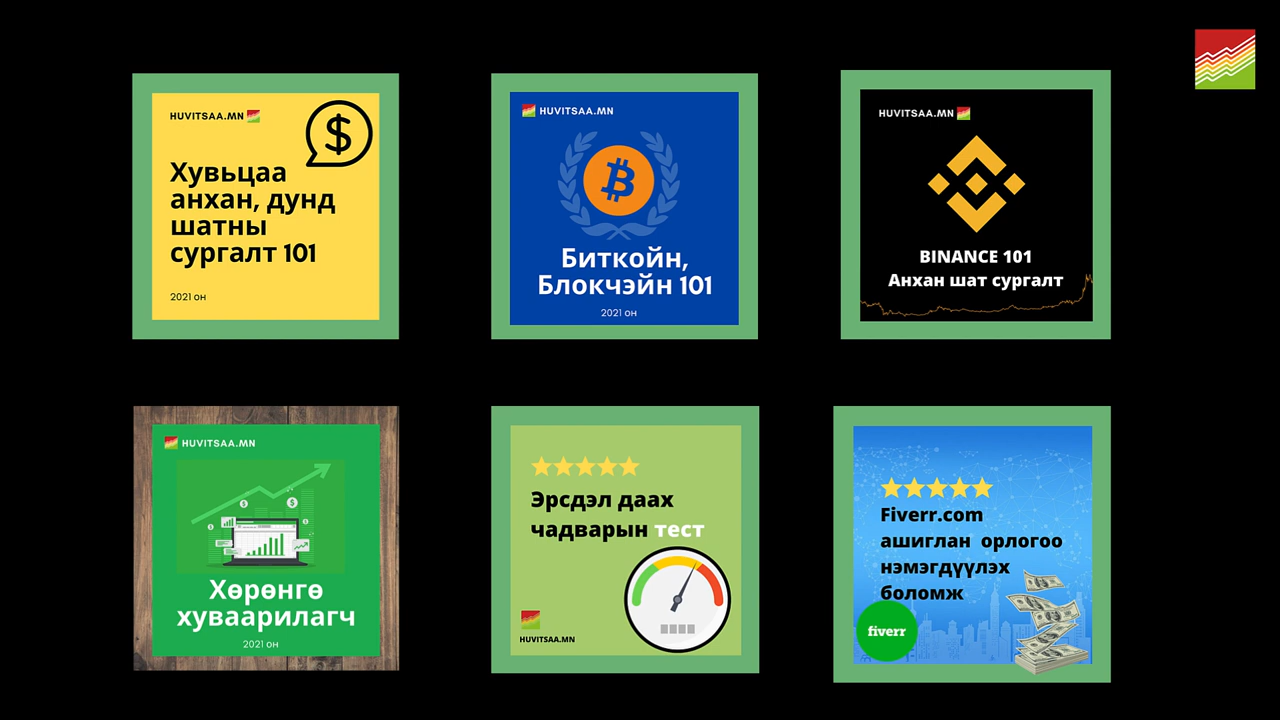 HUVITSAA.MN
Хувьцаа
анхан, дунд
шатны
сургалт 101
2021 он
HUVITSAA.MN
Биткойн,
Блокчэйн 101
2021 он
HUVITSAA.MN
BINANCE 101
Анхан шат сургалт
HUVITSAA.MN
Хөрөнгө
хуваарилагч
2021 он
Эрсдэл даах
чадварын тест
HUVITSAA.MN
Fiverr.com
ашиглан орлогоо
нэмэгдүүлэх
боломж
fiverr